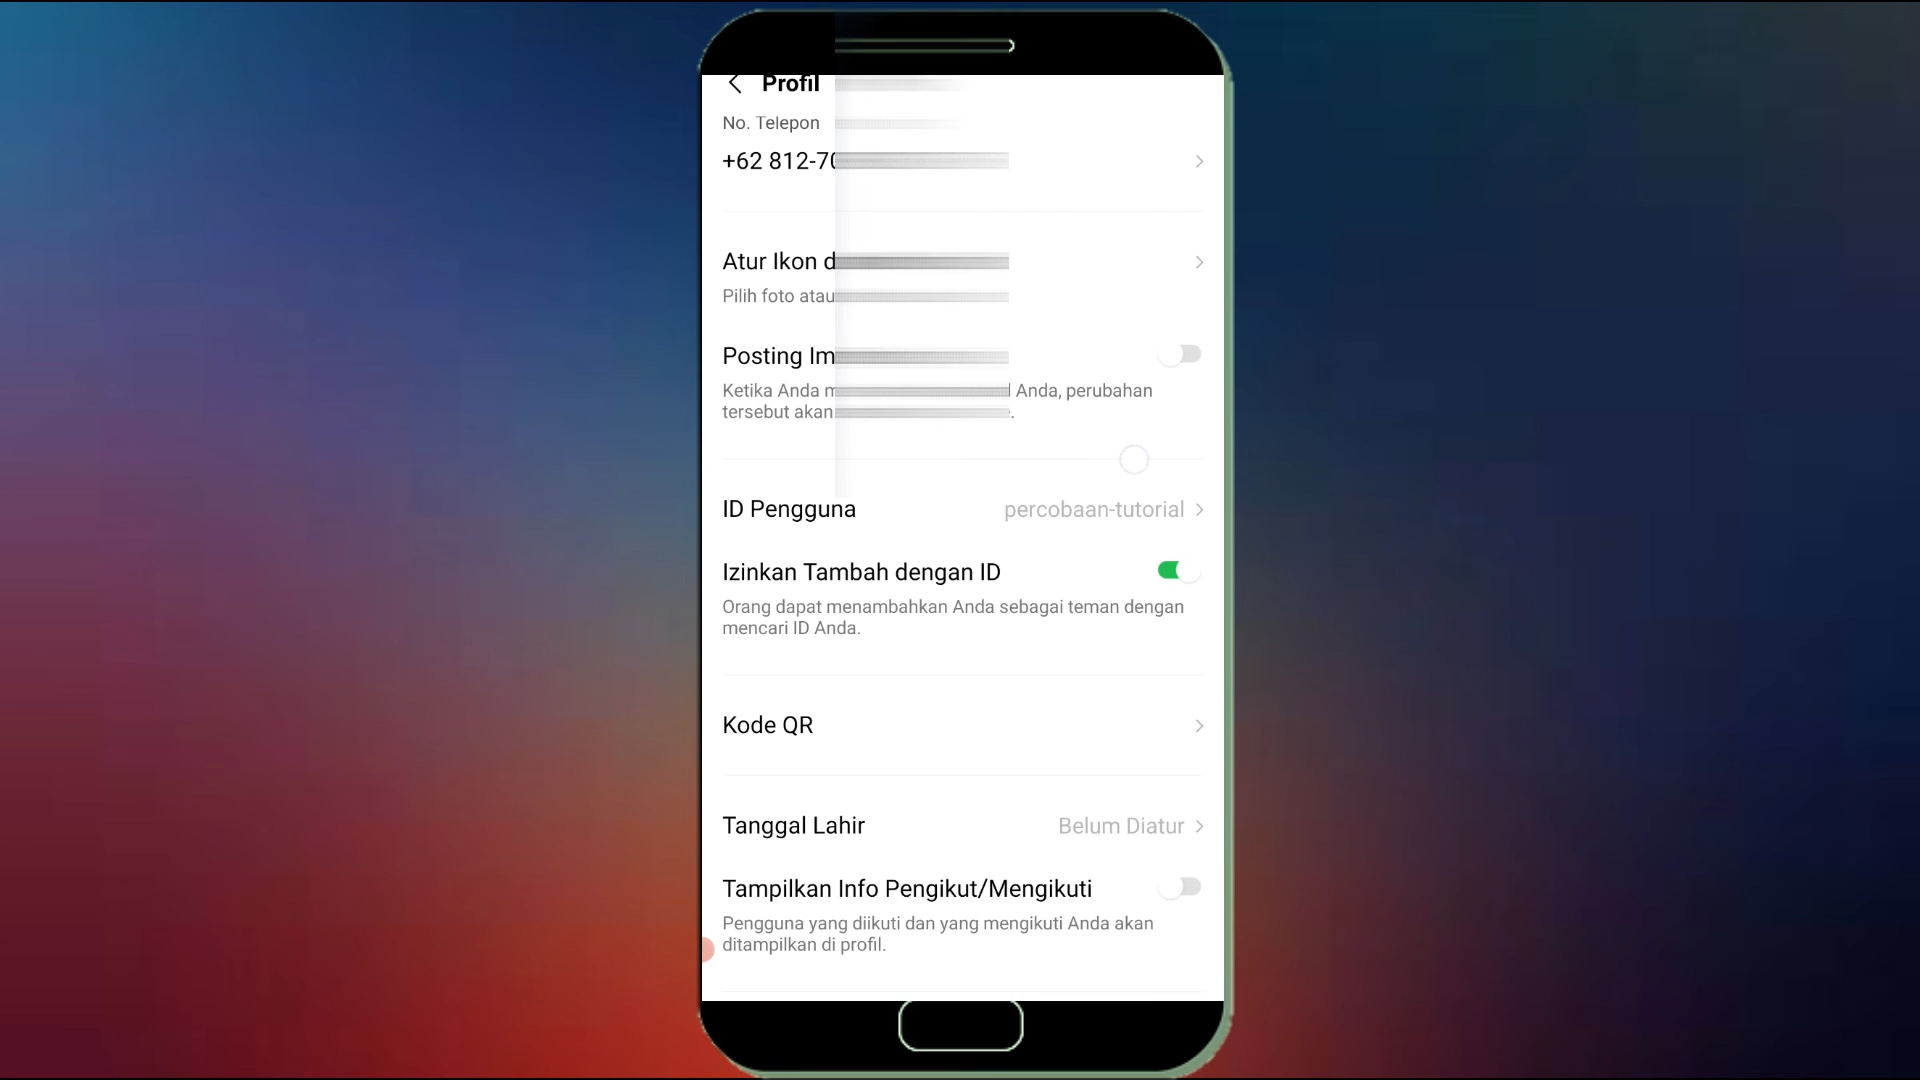 Profil
No. Telepon
+62 812-70
Atur Ikon d
Pilih foto atau
Posting Im
Ketika Anda m Anda, perubahan
tersebut akan .
ID Pengguna percobaan-tutorial
Izinkan Tambah dengan ID
Orang dapat menambahkan Anda sebagai teman dengan
mencari ID Anda.
Kode QR
Tanggal Lahir Belum Diatur
Tampilkan Info Pengikut/Mengikuti
Pengguna yang diikuti dan yang mengikuti Anda akan
ditampilkan di profil.